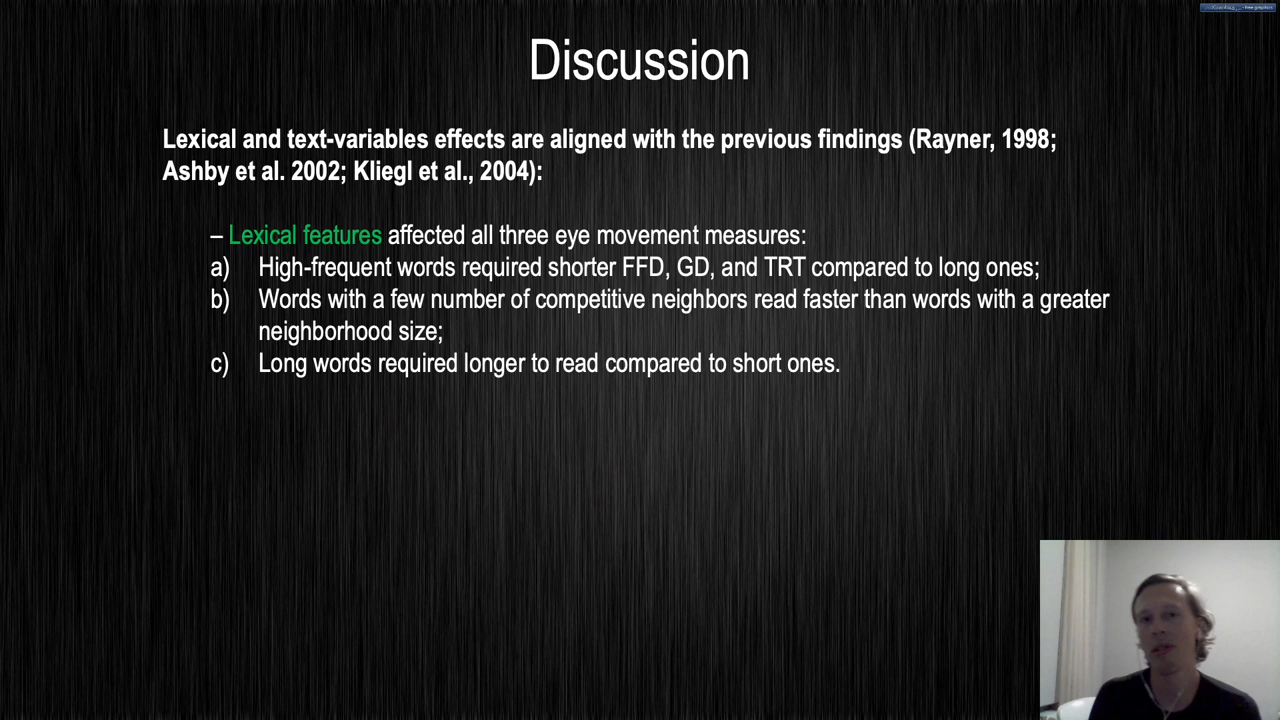 Discussion
Lexical and text-variables effects are aligned with the previous findings (Rayner, 1998;
Ashby et al. 2002; Kliegl et al., 2004):
– Lexical features affected all three eye movement measures:
a) High-frequent words required shorter FFD, GD, and TRT compared to long ones;
b) Words with a few number of competitive neighbors read faster than words with a greater
neighborhood size;
c) Long words required longer to read compared to short ones.